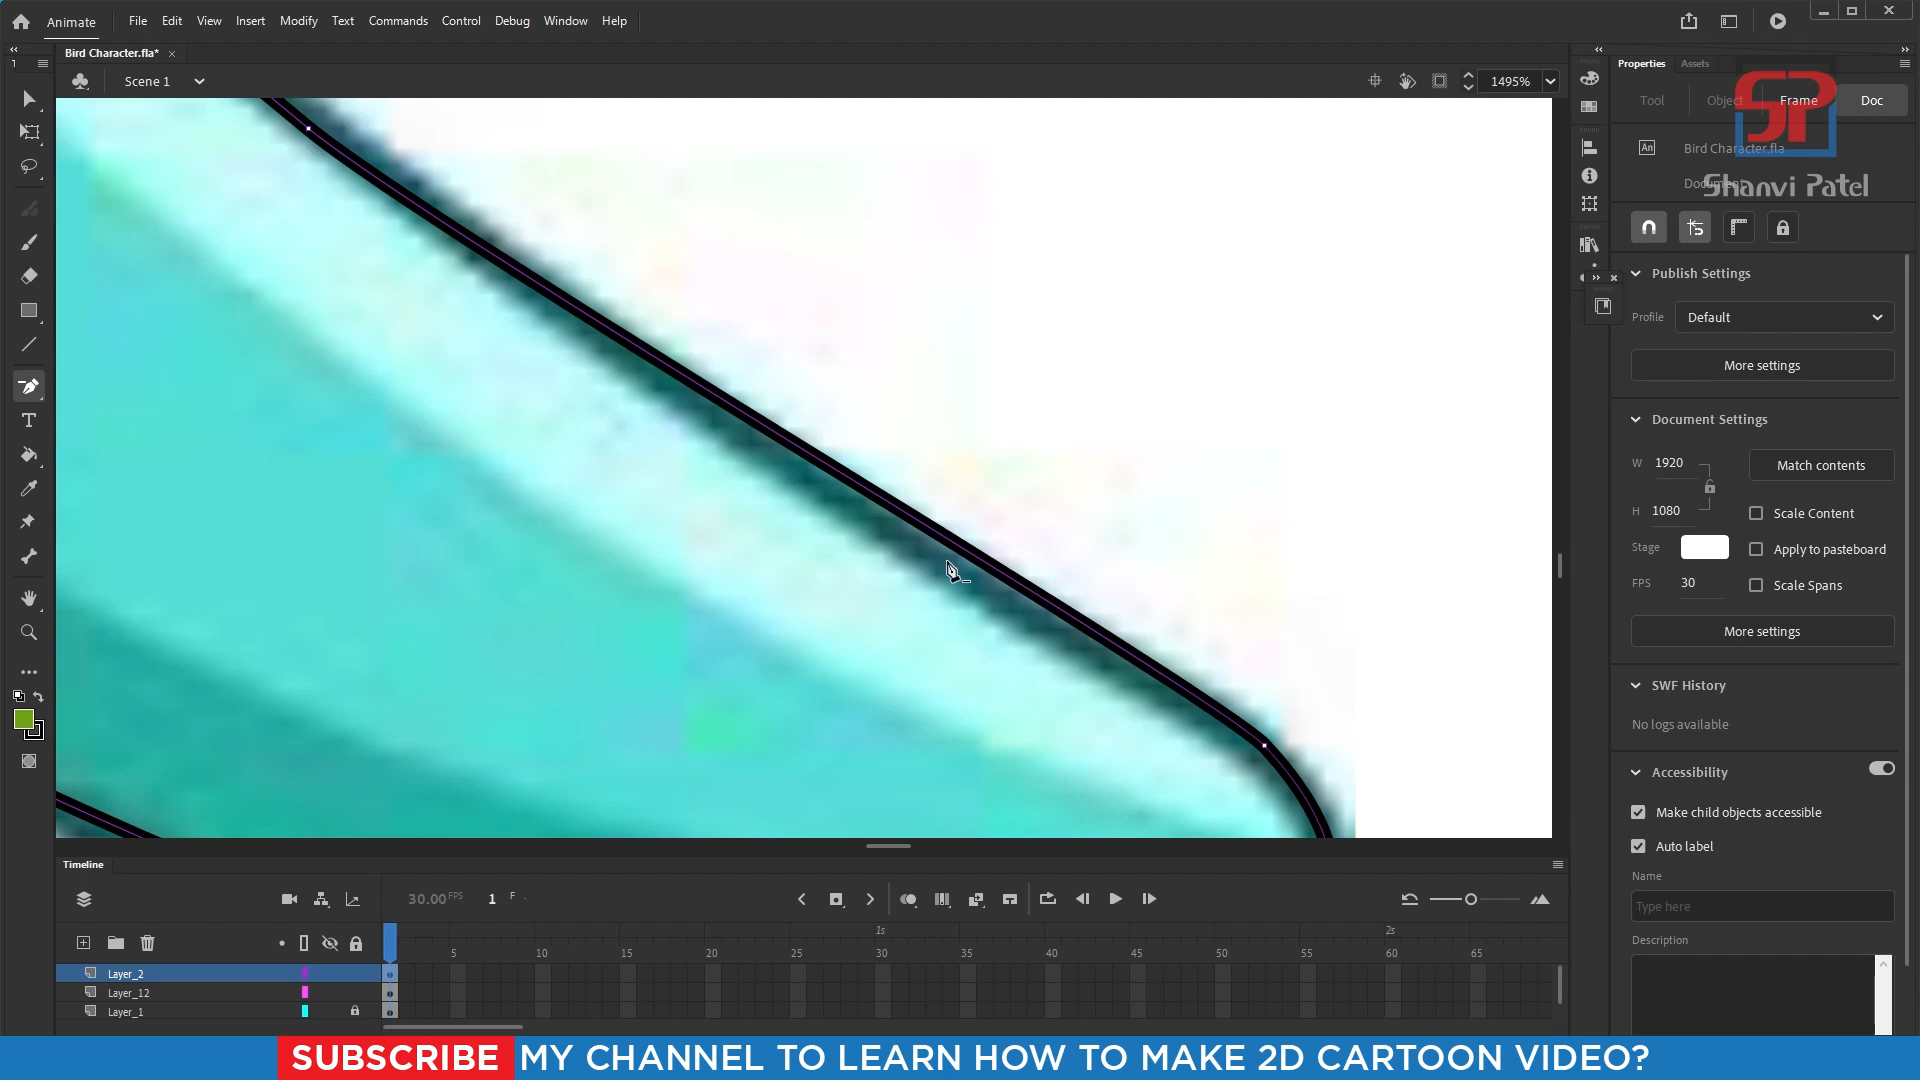 Animate
File Edit View Insert Modify Text Commands Control Debug Window Help
Bird Character.fla*
Scene 1
1495%
Properties Assets
Tool Object Frame Doc
SP
An Bird Character.fla
Document
Shanvi Patel
Publish Settings
Profile Default
More settings
Document Settings
W 1920 Match contents
H 1080 Scale Content
Stage Apply to pasteboard
FPS 30 Scale Spans
More settings
SWF History
No logs available
Accessibility
Make child objects accessible
Auto label
Name
Type here
Description
Timeline
30.00 FPS 1 F
1s 2s
5 10 15 20 25 30 35 40 45 50 55 60 65
Layer_2
Layer_12
Layer_1
SUBSCRIBE MY CHANNEL TO LEARN HOW TO MAKE 2D CARTOON VIDEO?